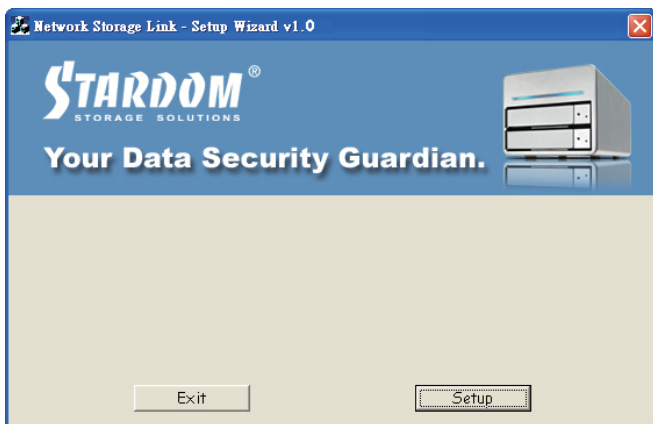 Network Storage Link - Setup Wizard v1.0
STARDOM®
STORAGE SOLUTIONS
Your Data Security Guardian.
Exit
Setup